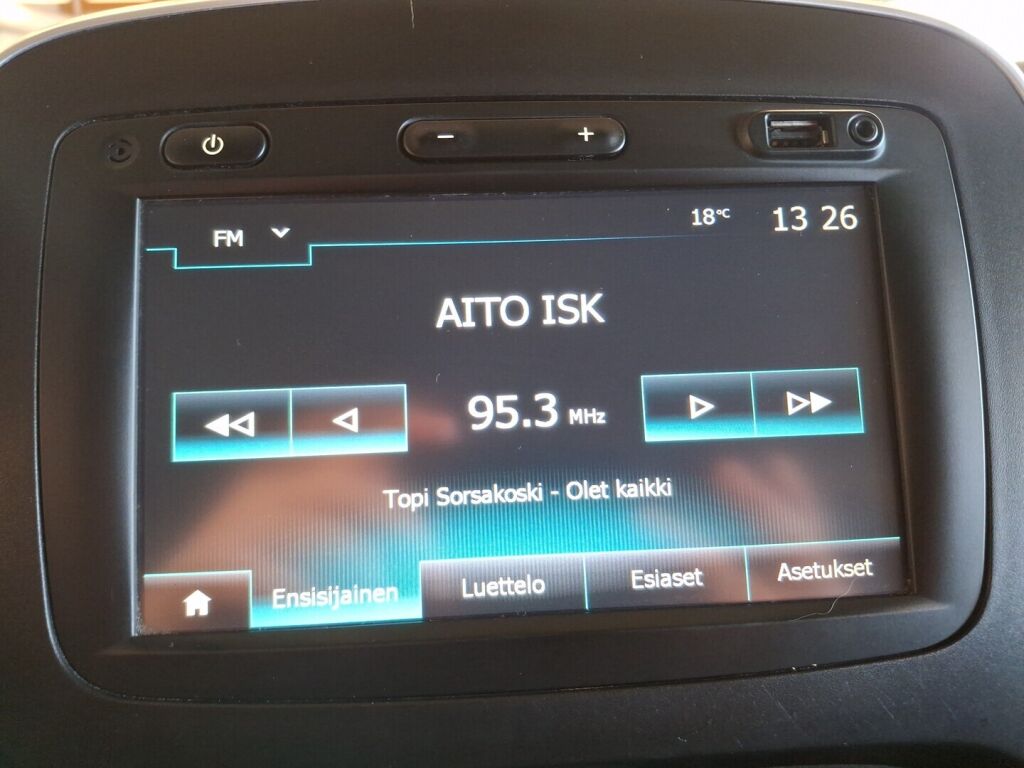 − +
FM 18°C 13 26
AITO ISK
95.3 MHz
Topi Sorsakoski - Olet kaikki
Ensisijainen Luettelo Esiaset Asetukset